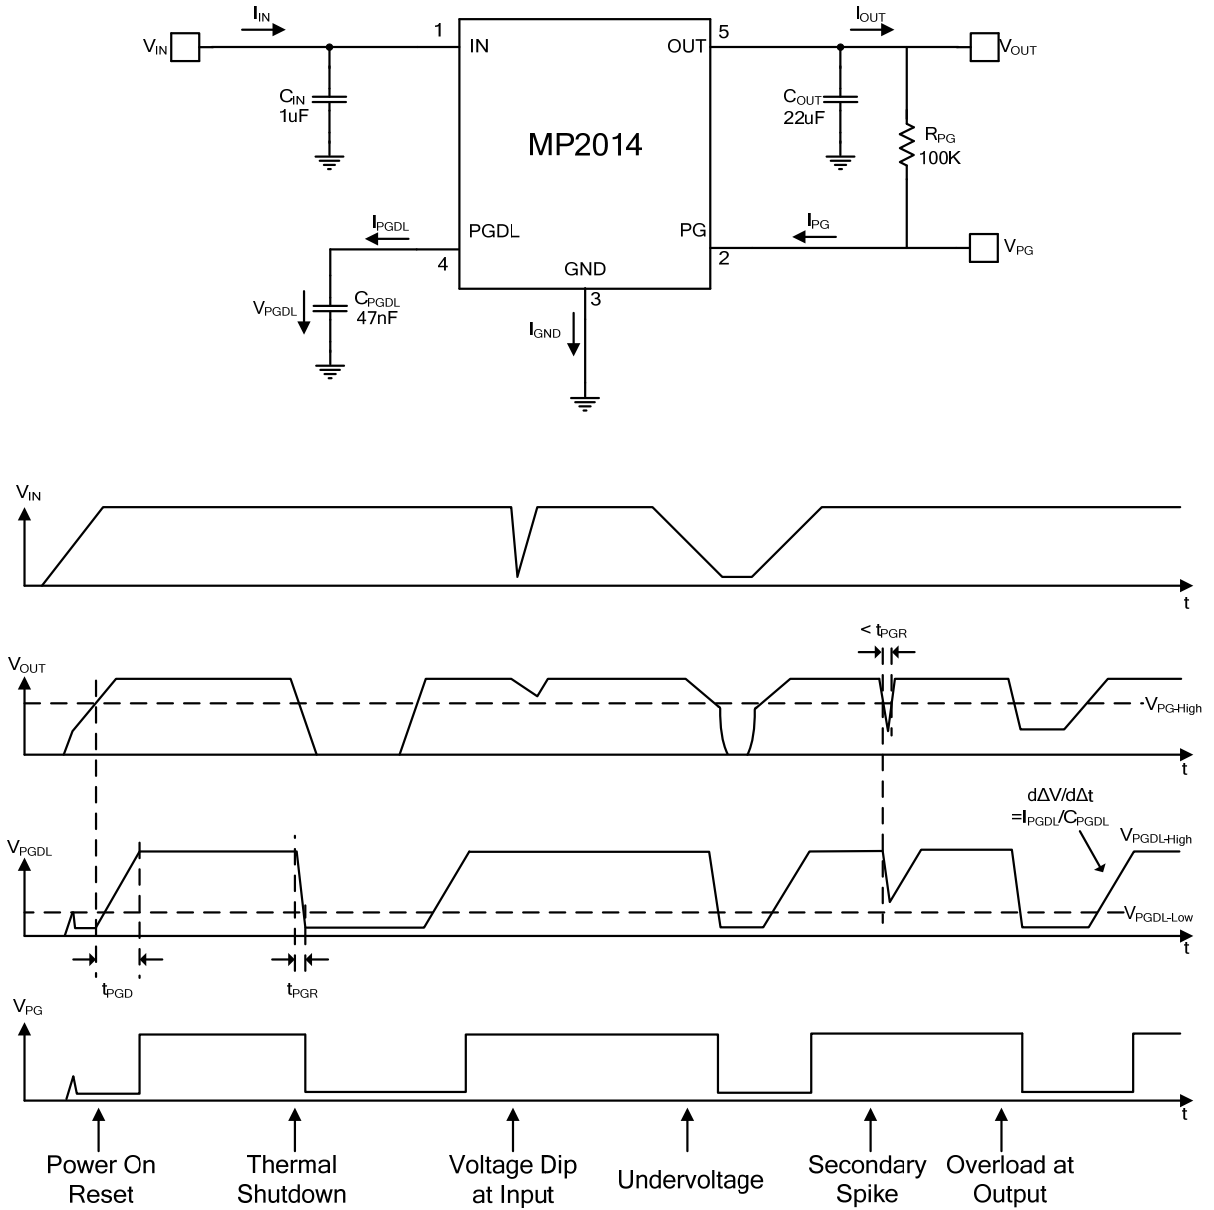 I_IN
I_OUT
V_IN
1
IN
MP2014
OUT
5
V_OUT
C_IN
1uF
C_OUT
22uF
R_PG
100K
I_PGDL
PGDL
4
PG
2
I_PG
V_PG
GND
3
V_PGDL
C_PGDL
47nF
I_GND
V_IN
t
< t_PGR
V_OUT
V_PG-High
t
dΔV/dΔt
=I_PGDL/C_PGDL
V_PGDL
V_PGDL-High
V_PGDL-Low
t
t_PGD
t_PGR
V_PG
t
Power On
Reset
Thermal
Shutdown
Voltage Dip
at Input
Undervoltage
Secondary
Spike
Overload at
Output